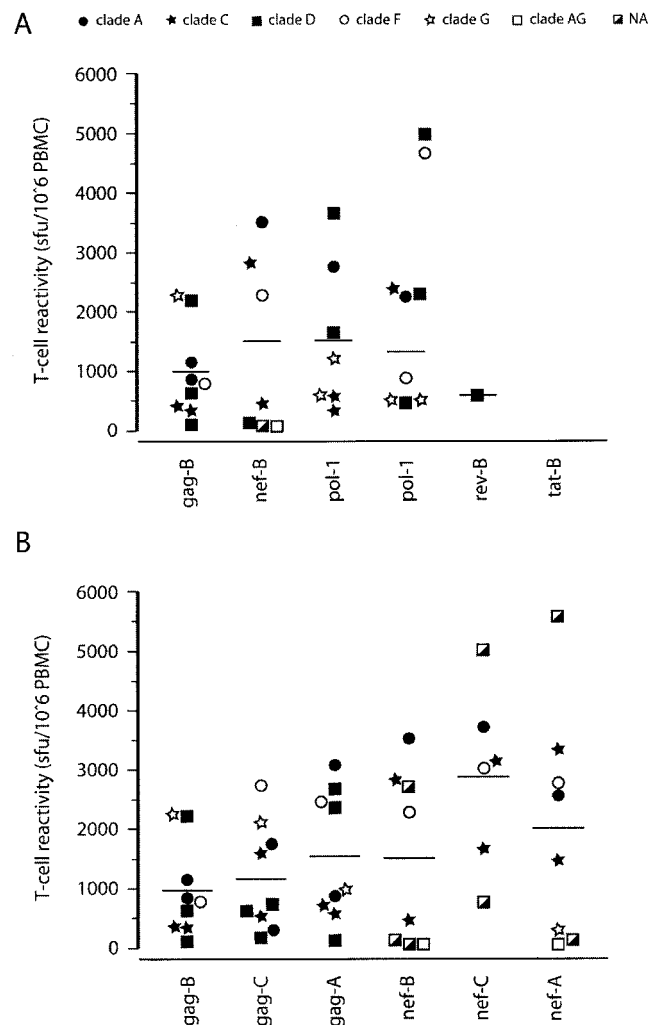 clade A clade C clade D clade F clade G clade AG NA
A
T-cell reactivity (sfu/10^6 PBMC)
6000
5000
4000
3000
2000
1000
0
gag-B nef-B pol-1 pol-1 rev-B tat-B
B
T-cell reactivity (sfu/10^6 PBMC)
6000
5000
4000
3000
2000
1000
0
gag-B gag-C gag-A nef-B nef-C nef-A